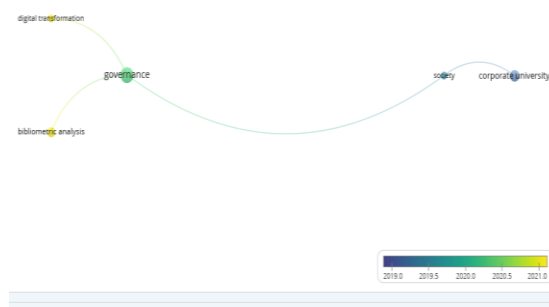 digital transformation
governance
society
corporate university
bibliometric analysis
2019.0 2019.5 2020.0 2020.5 2021.0